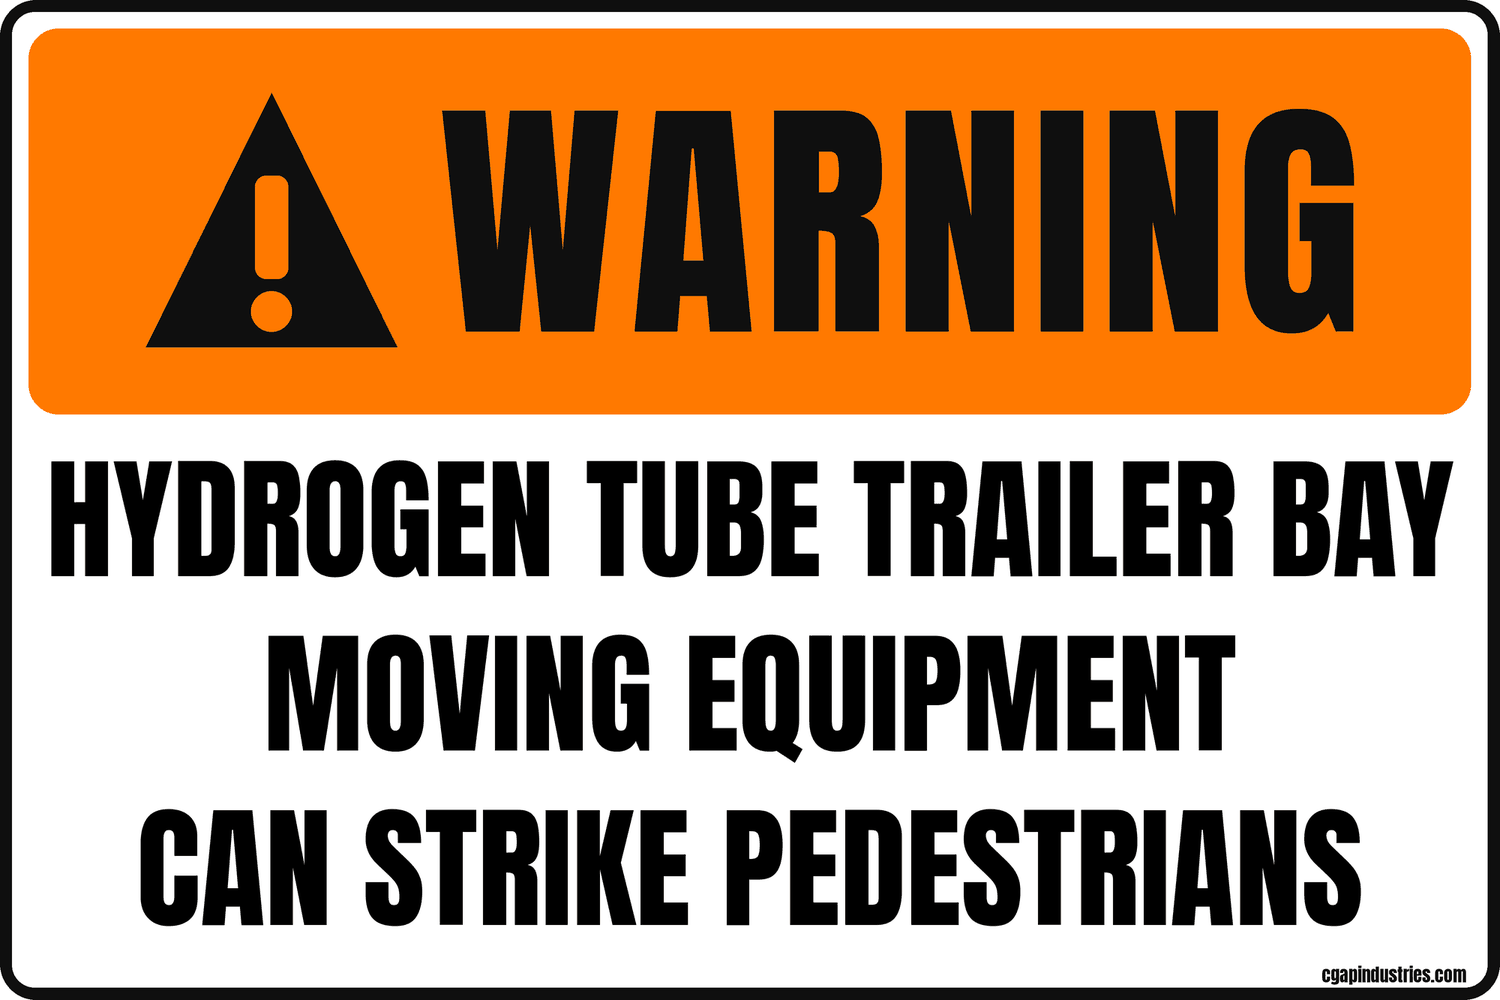 WARNING
HYDROGEN TUBE TRAILER BAY
MOVING EQUIPMENT
CAN STRIKE PEDESTRIANS
cgapindustries.com